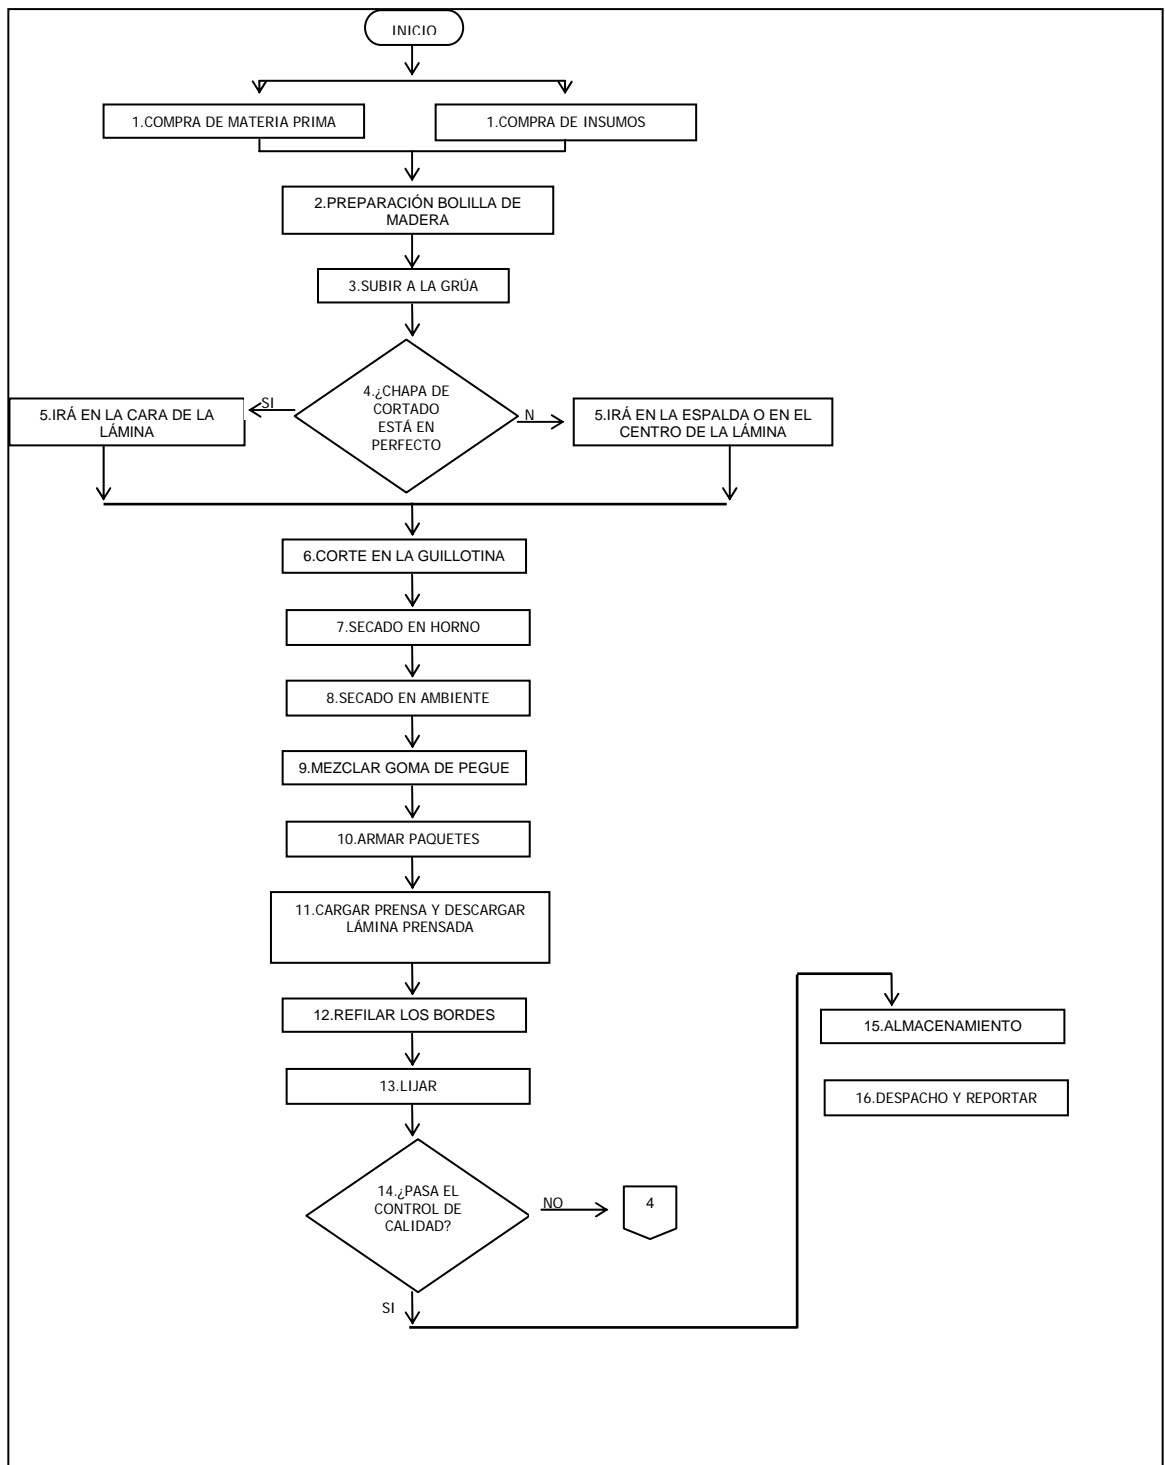 INICIO
1.COMPRA DE MATERIA PRIMA
1.COMPRA DE INSUMOS
2.PREPARACIÓN BOLILLA DE
MADERA
3.SUBIR A LA GRÚA
4.¿CHAPA DE
CORTADO
ESTÁ EN
PERFECTO
SI
N
5.IRÁ EN LA CARA DE LA
LÁMINA
5.IRÁ EN LA ESPALDA O EN EL
CENTRO DE LA LÁMINA
6.CORTE EN LA GUILLOTINA
7.SECADO EN HORNO
8.SECADO EN AMBIENTE
9.MEZCLAR GOMA DE PEGUE
10.ARMAR PAQUETES
11.CARGAR PRENSA Y DESCARGAR
LÁMINA PRENSADA
12.REFILAR LOS BORDES
13.LIJAR
14.¿PASA EL
CONTROL DE
CALIDAD?
NO
4
SI
15.ALMACENAMIENTO
16.DESPACHO Y REPORTAR